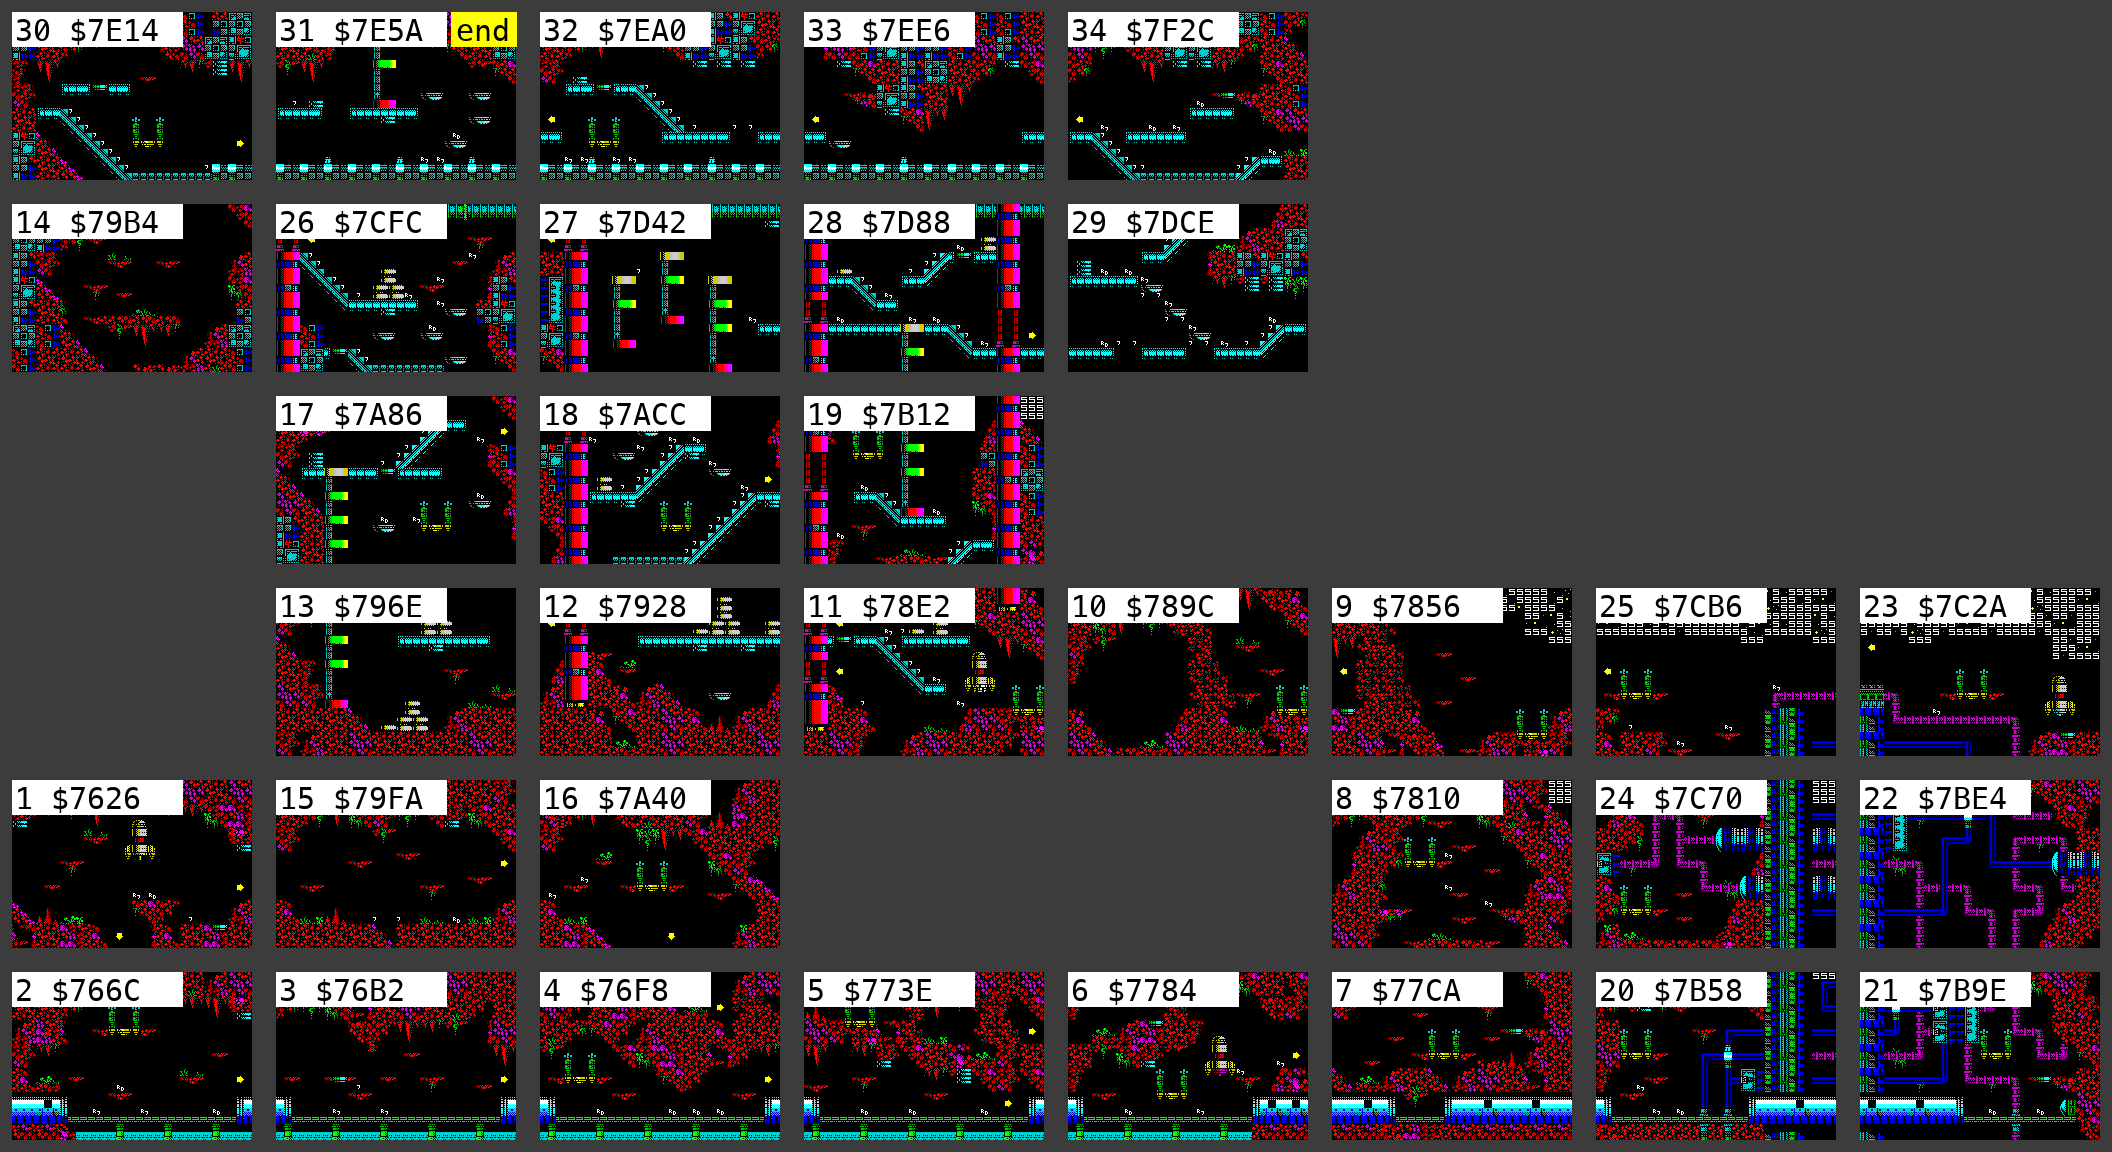 30 $7E14
31 $7E5A end
32 $7EA0
33 $7EE6
34 $7F2C
14 $79B4
26 $7CFC
27 $7D42
28 $7D88
29 $7DCE
17 $7A86
18 $7ACC
19 $7B12
13 $796E
12 $7928
11 $78E2
10 $789C
9 $7856
25 $7CB6
23 $7C2A
1 $7626
15 $79FA
16 $7A40
8 $7810
24 $7C70
22 $7BE4
2 $766C
3 $76B2
4 $76F8
5 $773E
6 $7784
7 $77CA
20 $7B58
21 $7B9E